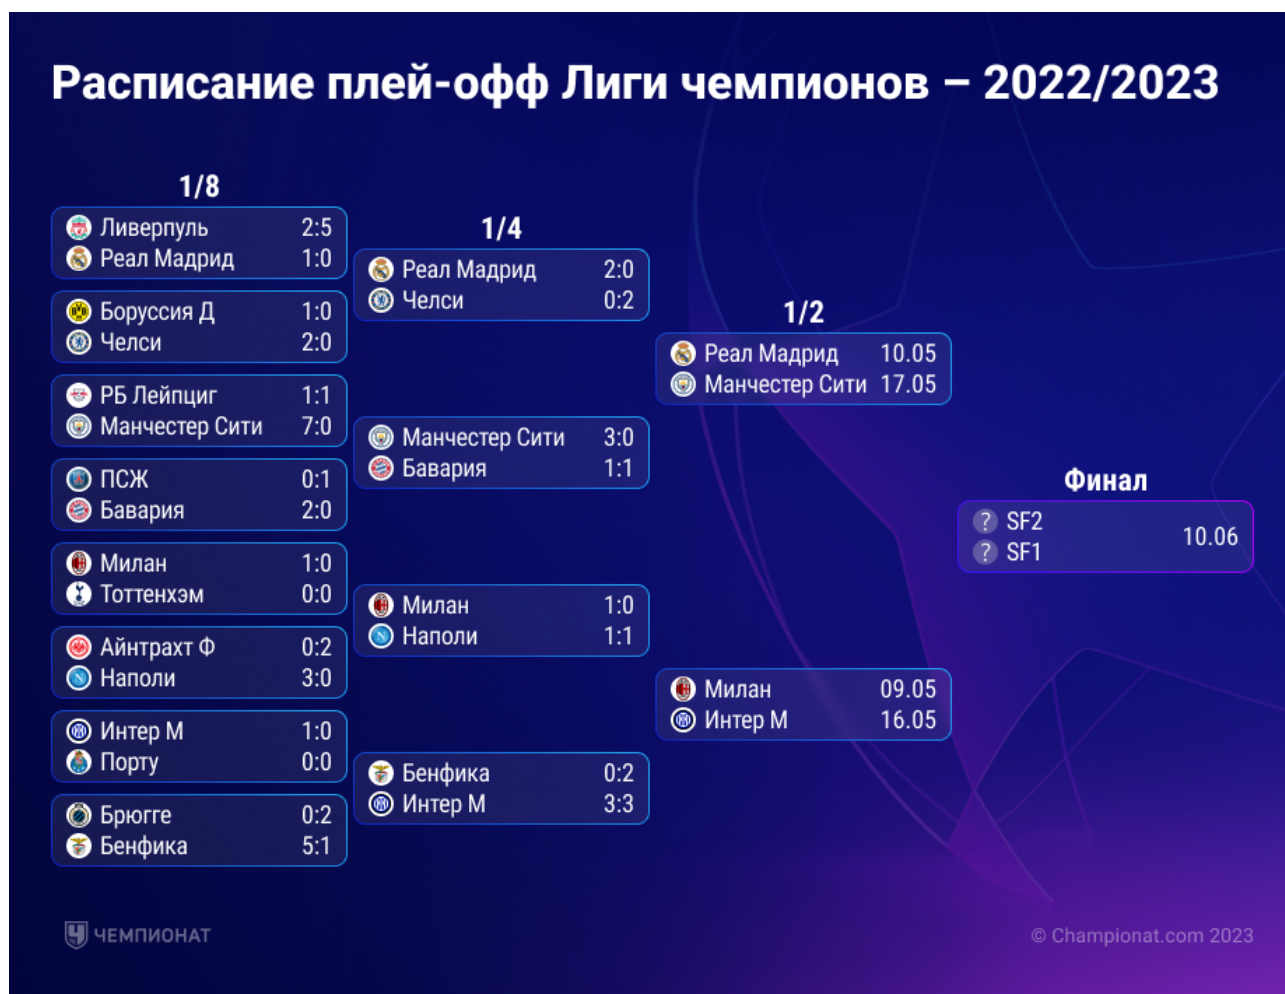 Расписание плей-офф Лиги чемпионов – 2022/2023
1/8
Ливерпуль 2:5
Реал Мадрид 1:0
Боруссия Д 1:0
Челси 2:0
РБ Лейпциг 1:1
Манчестер Сити 7:0
ПСЖ 0:1
Бавария 2:0
Милан 1:0
Тоттенхэм 0:0
Айнтрахт Ф 0:2
Наполи 3:0
Интер М 1:0
Порту 0:0
Брюгге 0:2
Бенфика 5:1
1/4
Реал Мадрид 2:0
Челси 0:2
Манчестер Сити 3:0
Бавария 1:1
Милан 1:0
Наполи 1:1
Бенфика 0:2
Интер М 3:3
1/2
Реал Мадрид 10.05
Манчестер Сити 17.05
Милан 09.05
Интер М 16.05
Финал
? SF2
10.06
? SF1
ЧЕМПИОНАТ
© Championat.com 2023